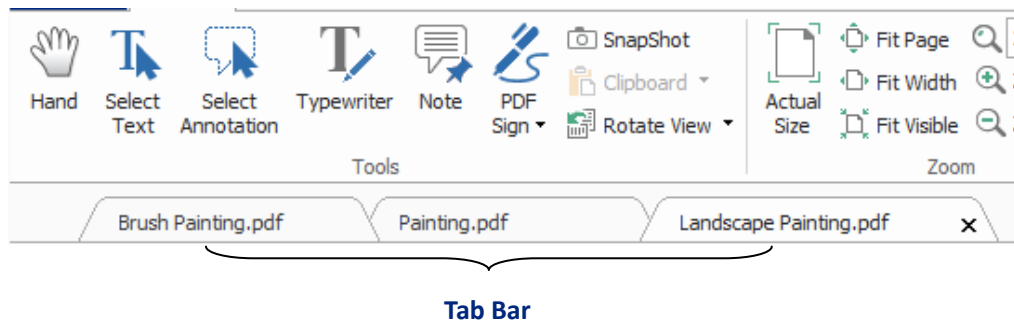 Hand
Select
Text
Select
Annotation
Typewriter
Note
PDF
Sign
SnapShot
Clipboard
Rotate View
Actual
Size
Fit Page
Fit Width
Fit Visible
Tools
Zoom
Brush Painting.pdf
Painting.pdf
Landscape Painting.pdf
Tab Bar